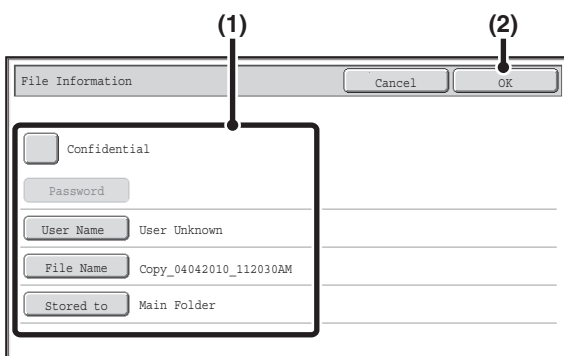 (1) (2)
File Information Cancel OK
Confidential
Password
User Name User Unknown
File Name Copy_04042010_112030AM
Stored to Main Folder